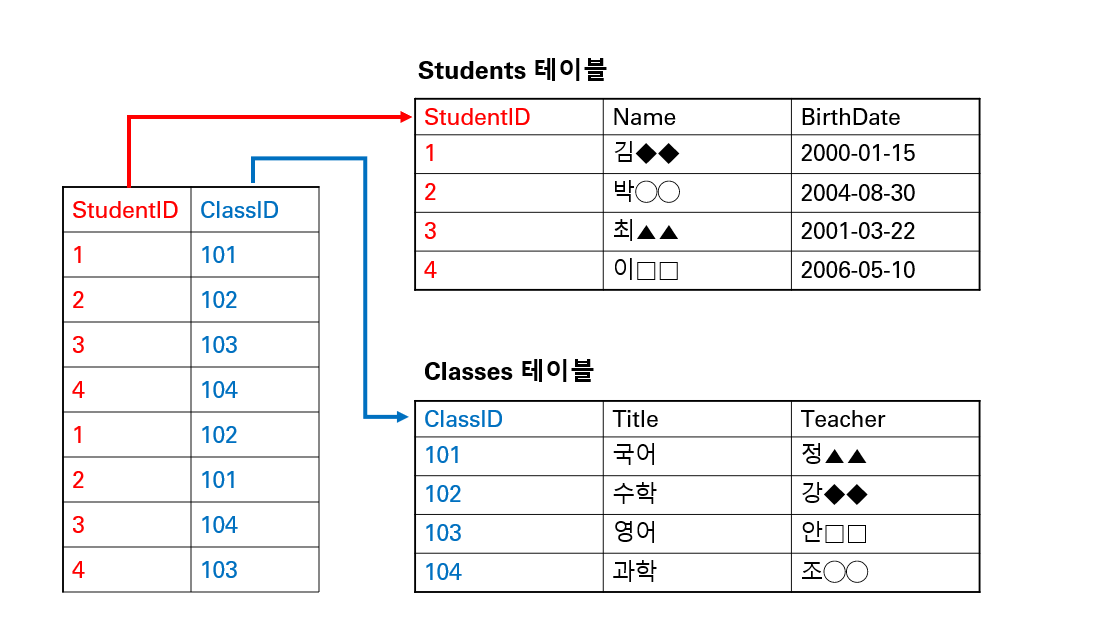 Students 테이블
StudentID Name BirthDate
1 김◆◆ 2000-01-15
2 박○○ 2004-08-30
3 최▲▲ 2001-03-22
4 이□□ 2006-05-10
StudentID ClassID
1 101
2 102
3 103
4 104
1 102
2 101
3 104
4 103
Classes 테이블
ClassID Title Teacher
101 국어 정▲▲
102 수학 강◆◆
103 영어 안□□
104 과학 조○○